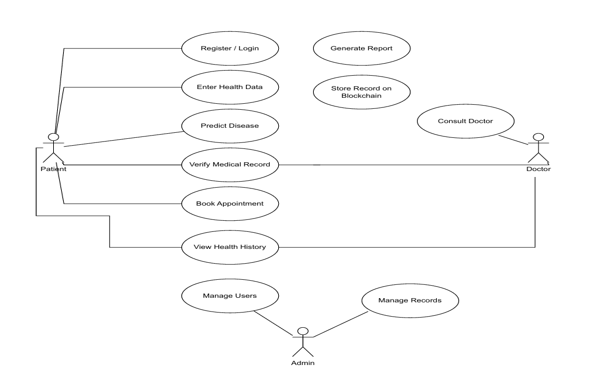 Register / Login
Generate Report
Enter Health Data
Store Record on
Blockchain
Consult Doctor
Predict Disease
Verify Medical Record
Patient
Doctor
Book Appointment
View Health History
Manage Users
Manage Records
Admin